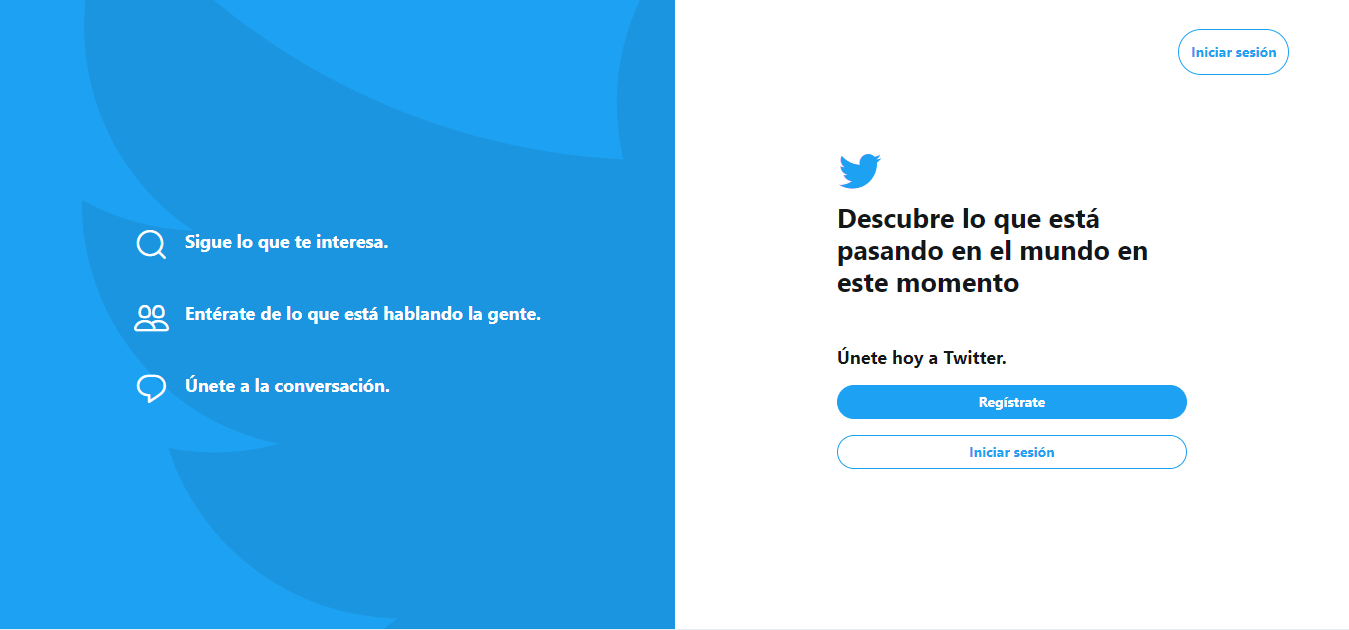 Sigue lo que te interesa.
Entérate de lo que está hablando la gente.
Únete a la conversación.
Iniciar sesión
Descubre lo que está
pasando en el mundo en
este momento
Únete hoy a Twitter.
Regístrate
Iniciar sesión